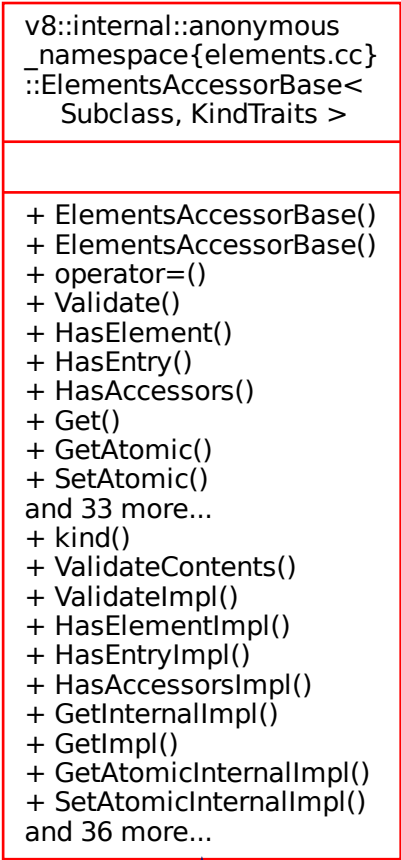 v8::internal::anonymous
_namespace{elements.cc}
::ElementsAccessorBase<
Subclass, KindTraits >
+ ElementsAccessorBase()
+ ElementsAccessorBase()
+ operator=()
+ Validate()
+ HasElement()
+ HasEntry()
+ HasAccessors()
+ Get()
+ GetAtomic()
+ SetAtomic()
and 33 more...
+ kind()
+ ValidateContents()
+ ValidateImpl()
+ HasElementImpl()
+ HasEntryImpl()
+ HasAccessorsImpl()
+ GetInternalImpl()
+ GetImpl()
+ GetAtomicInternalImpl()
+ SetAtomicInternalImpl()
and 36 more...